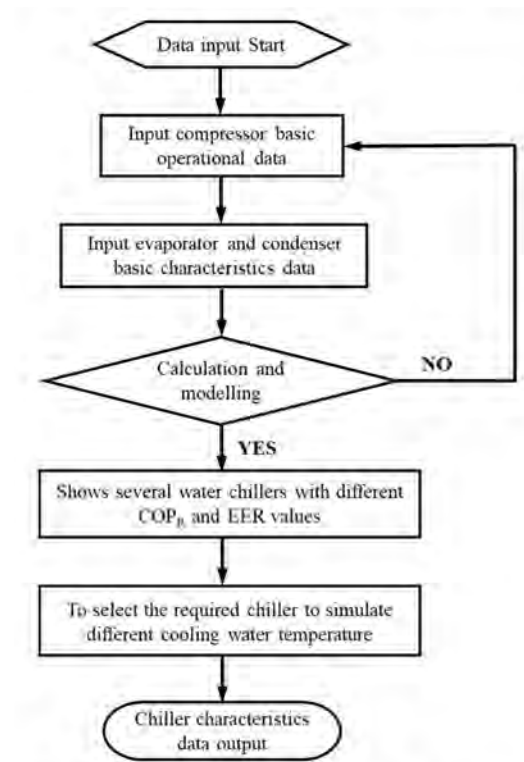 Data input Start
Input compressor basic
operational data
Input evaporator and condenser
basic characteristics data
Calculation and
modelling
NO
YES
Shows several water chillers with different
COPR and EER values
To select the required chiller to simulate
different cooling water temperature
Chiller characteristics
data output